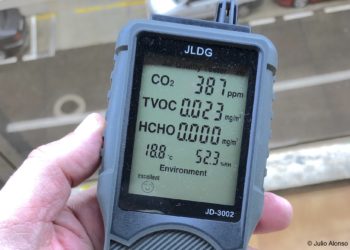 JLDG
CO2 387 ppm
TVOC 0.023 mg/m³
HCHO 0.000 mg/m³
18.8 °C 52.3 %RH
Environment
excellent
JD-3002
© Julio Alonso